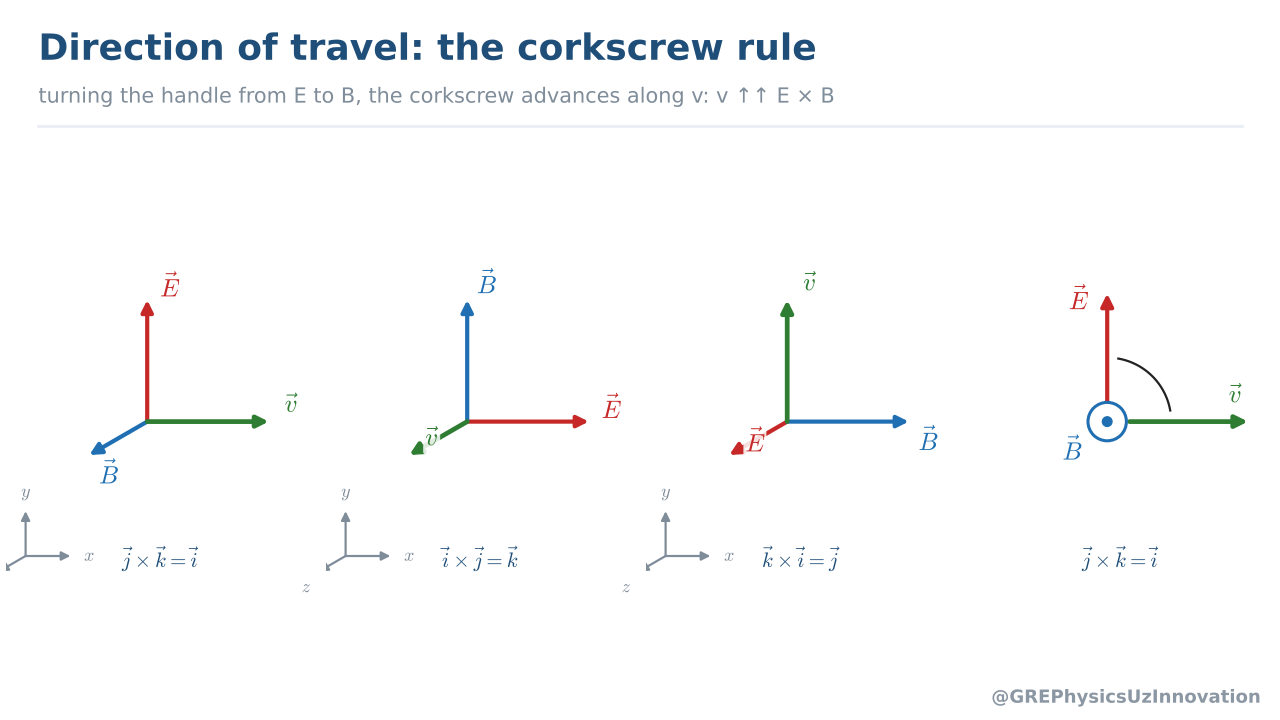 Direction of travel: the corkscrew rule
turning the handle from E to B, the corkscrew advances along v: v ↑↑ E × B
E⃗
v⃗
B⃗
y
x
j⃗ × k⃗ = i⃗
B⃗
E⃗
v⃗
y
x
z
i⃗ × j⃗ = k⃗
v⃗
B⃗
E⃗
y
x
z
k⃗ × i⃗ = j⃗
E⃗
v⃗
B⃗
j⃗ × k⃗ = i⃗
@GREPhysicsUzInnovation